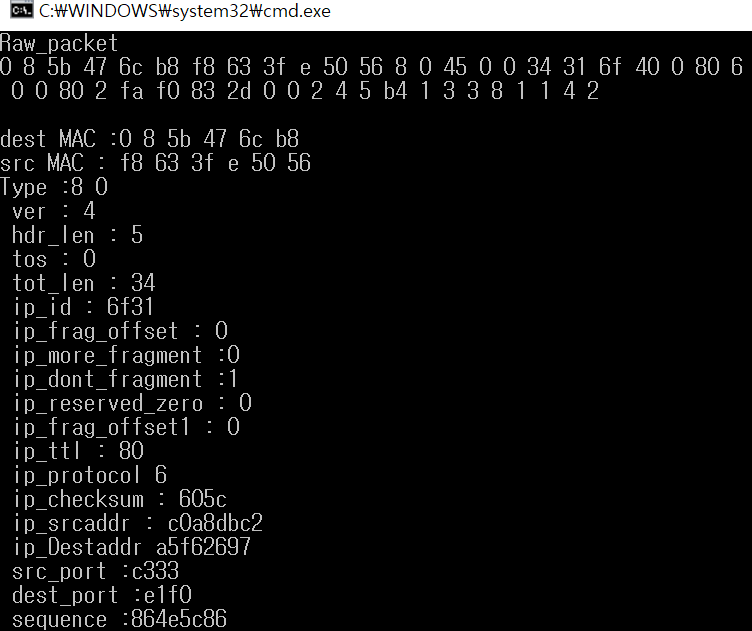 C:\WINDOWS\system32\cmd.exe
Raw_packet
0 8 5b 47 6c b8 f8 63 3f e 50 56 8 0 45 0 0 34 31 6f 40 0 80 6
0 0 80 2 fa f0 83 2d 0 0 2 4 5 b4 1 3 3 8 1 1 4 2
dest MAC :0 8 5b 47 6c b8
src MAC : f8 63 3f e 50 56
Type :8 0
ver : 4
hdr_len : 5
tos : 0
tot_len : 34
ip_id : 6f31
ip_frag_offset : 0
ip_more_fragment :0
ip_dont_fragment :1
ip_reserved_zero : 0
ip_frag_offset1 : 0
ip_ttl : 80
ip_protocol 6
ip_checksum : 605c
ip_srcaddr : c0a8dbc2
ip_Destaddr a5f62697
src_port :c333
dest_port :e1f0
sequence :864e5c86